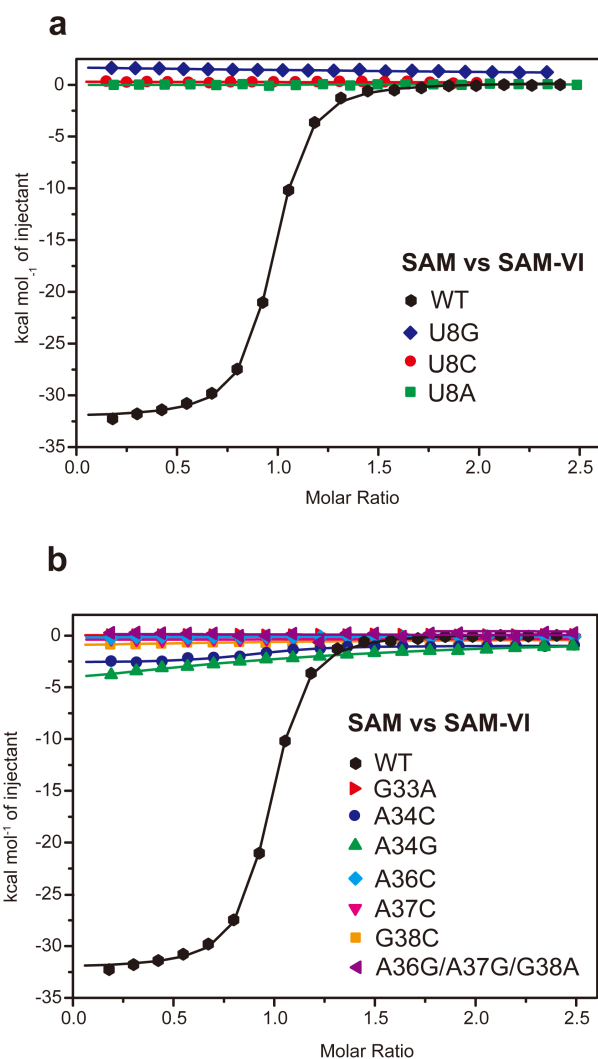 a
0
-5
-10
-15
-20
-25
-30
-35
kcal mol-1 of injectant
SAM vs SAM-VI
WT
U8G
U8C
U8A
0.0 0.5 1.0 1.5 2.0 2.5
Molar Ratio
b
0
-5
-10
-15
-20
-25
-30
-35
kcal mol-1 of injectant
SAM vs SAM-VI
WT
G33A
A34C
A34G
A36C
A37C
G38C
A36G/A37G/G38A
0.0 0.5 1.0 1.5 2.0 2.5
Molar Ratio